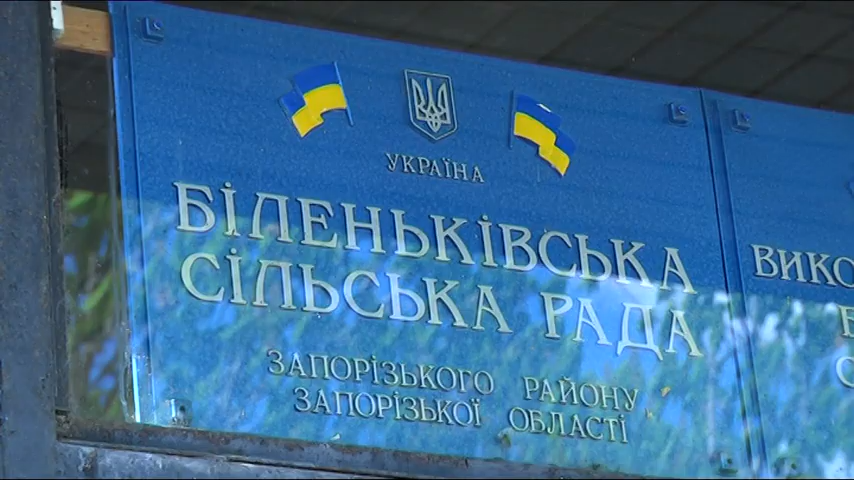 УКРАЇНА
БІЛЕНЬКІВСЬКА
СІЛЬСЬКА РАДА
ЗАПОРІЗЬКОГО РАЙОНУ
ЗАПОРІЗЬКОЇ ОБЛАСТІ